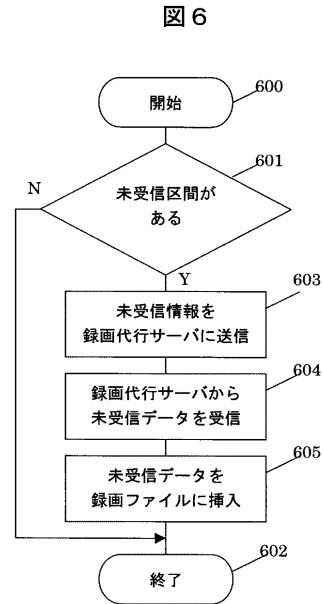 図6
開始
600
601
未受信区間が
ある
N
Y
603
未受信情報を
録画代行サーバに送信
604
録画代行サーバから
未受信データを受信
605
未受信データを
録画ファイルに挿入
602
終了